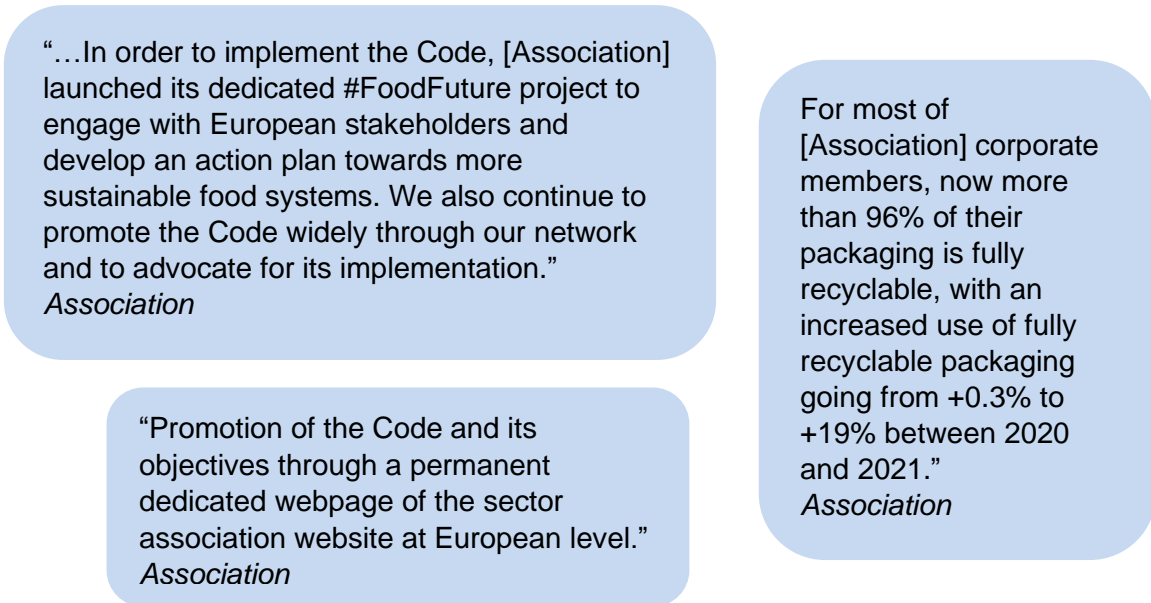 “…In order to implement the Code, [Association]
launched its dedicated #FoodFuture project to
engage with European stakeholders and
develop an action plan towards more
sustainable food systems. We also continue to
promote the Code widely through our network
and to advocate for its implementation.”
Association
For most of
[Association] corporate
members, now more
than 96% of their
packaging is fully
recyclable, with an
increased use of fully
recyclable packaging
going from +0.3% to
+19% between 2020
and 2021.”
Association
“Promotion of the Code and its
objectives through a permanent
dedicated webpage of the sector
association website at European level.”
Association